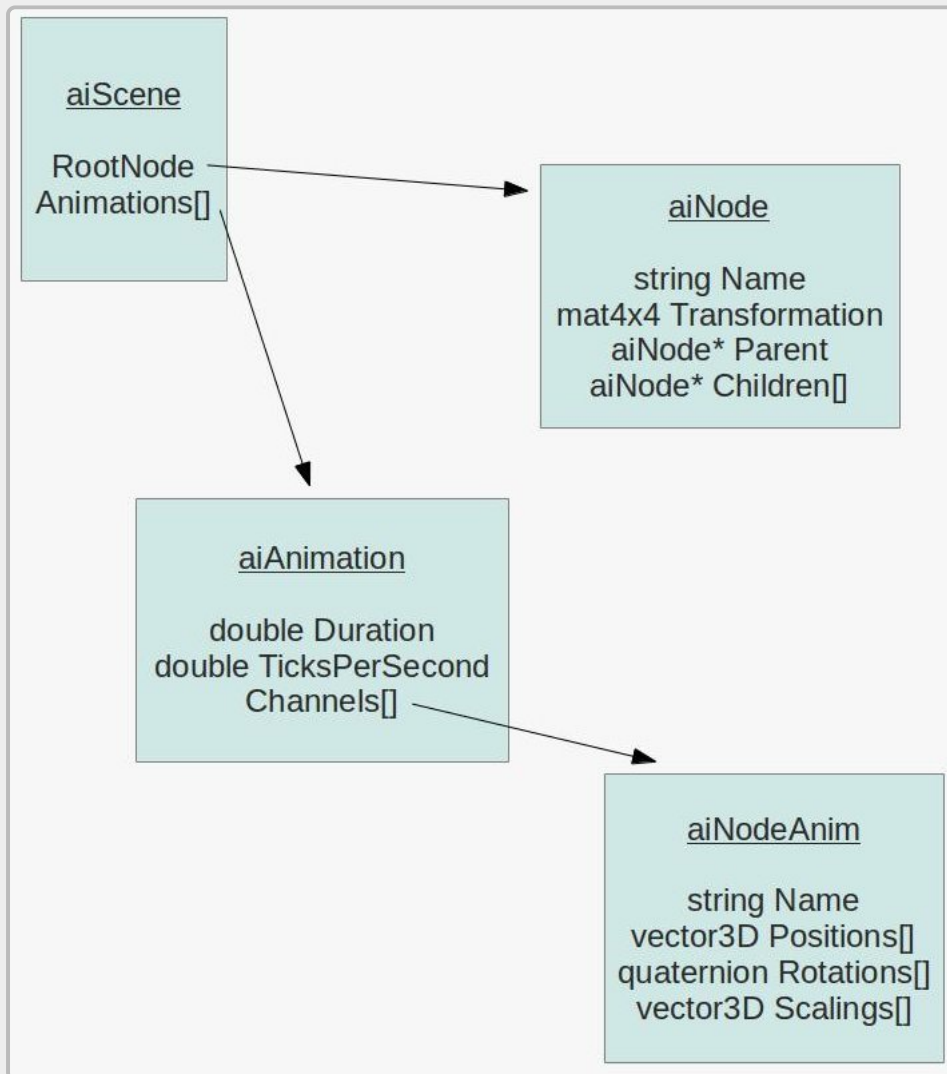 aiScene
RootNode
Animations[]
aiNode
string Name
mat4x4 Transformation
aiNode* Parent
aiNode* Children[]
aiAnimation
double Duration
double TicksPerSecond
Channels[]
aiNodeAnim
string Name
vector3D Positions[]
quaternion Rotations[]
vector3D Scalings[]